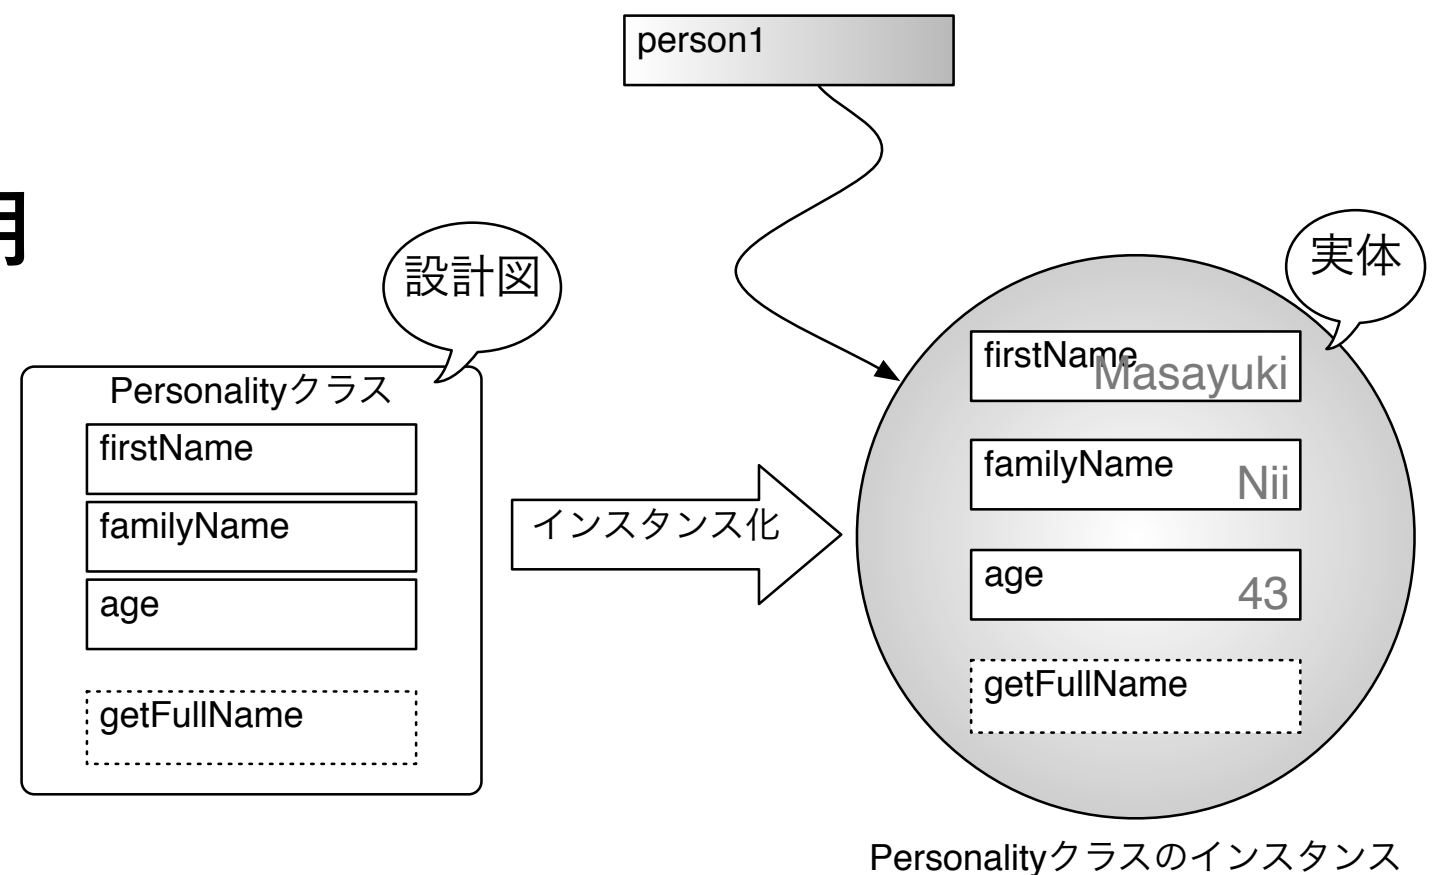 person1
設計図
実体
Personalityクラス
firstName
familyName
age
getFullName
インスタンス化
firstName
Masayuki
familyName
Nii
age
43
getFullName
Personalityクラスのインスタンス